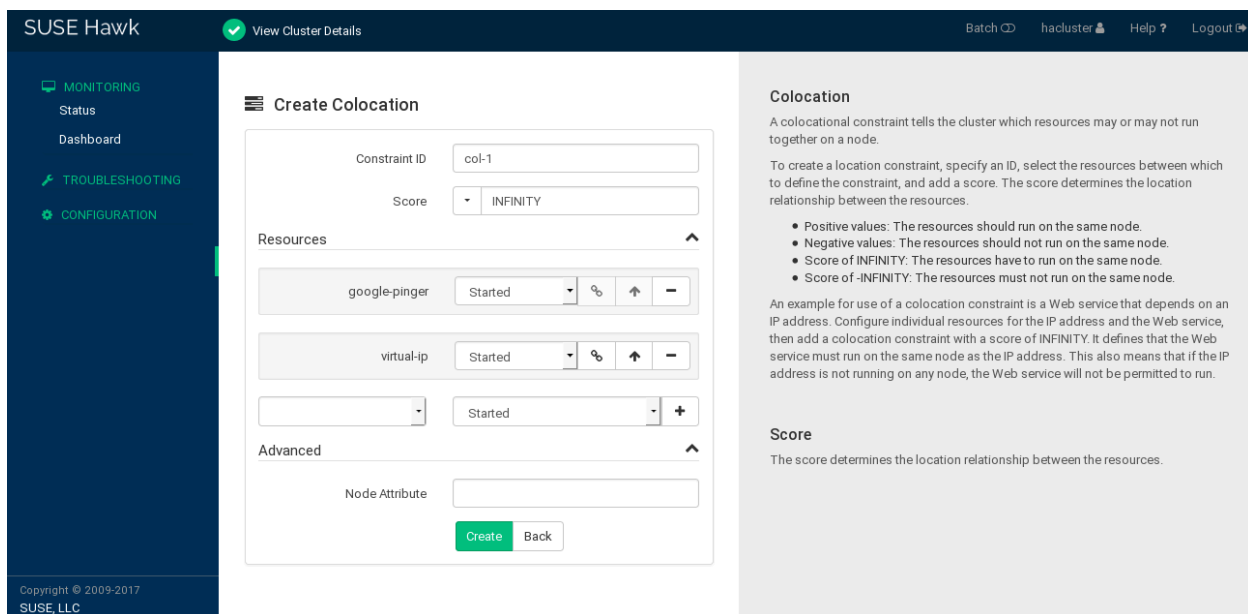 SUSE Hawk
View Cluster Details
Batch
hacluster
Help ?
Logout
MONITORING
Status
Dashboard
TROUBLESHOOTING
CONFIGURATION
Copyright © 2009-2017
SUSE, LLC
Create Colocation
Constraint ID col-1
Score INFINITY
Resources
google-pinger Started
virtual-ip Started
Started
Advanced
Node Attribute
Create Back
Colocation
A colocational constraint tells the cluster which resources may or may not run
together on a node.
To create a location constraint, specify an ID, select the resources between which
to define the constraint, and add a score. The score determines the location
relationship between the resources.
● Positive values: The resources should run on the same node.
● Negative values: The resources should not run on the same node.
● Score of INFINITY: The resources have to run on the same node.
● Score of -INFINITY: The resources must not run on the same node.
An example for use of a colocation constraint is a Web service that depends on an
IP address. Configure individual resources for the IP address and the Web service,
then add a colocation constraint with a score of INFINITY. It defines that the Web
service must run on the same node as the IP address. This also means that if the IP
address is not running on any node, the Web service will not be permitted to run.
Score
The score determines the location relationship between the resources.